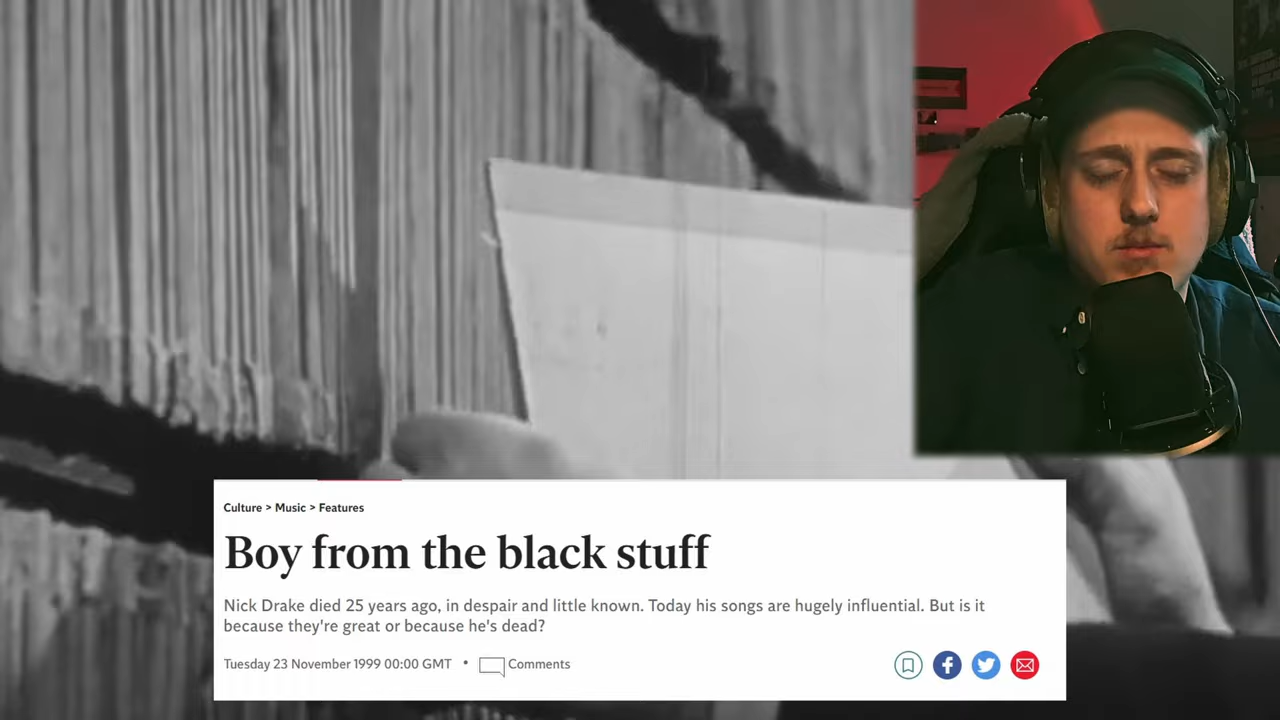 Culture > Music > Features
Boy from the black stuff
Nick Drake died 25 years ago, in despair and little known. Today his songs are hugely influential. But is it
because they're great or because he's dead?
Tuesday 23 November 1999 00:00 GMT • Comments